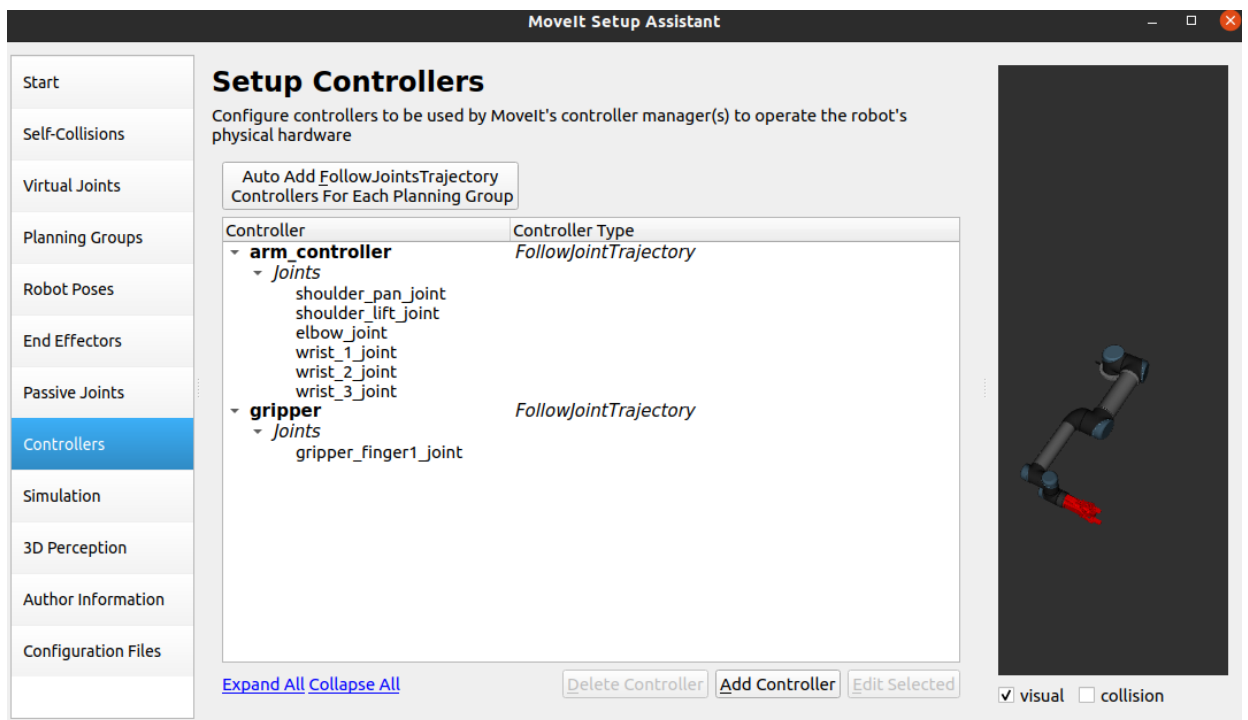 MoveIt Setup Assistant
Start
Self-Collisions
Virtual Joints
Planning Groups
Robot Poses
End Effectors
Passive Joints
Controllers
Simulation
3D Perception
Author Information
Configuration Files
Setup Controllers
Configure controllers to be used by MoveIt's controller manager(s) to operate the robot's
physical hardware
Auto Add FollowJointsTrajectory
Controllers For Each Planning Group
Controller Controller Type
arm_controller FollowJointTrajectory
Joints
shoulder_pan_joint
shoulder_lift_joint
elbow_joint
wrist_1_joint
wrist_2_joint
wrist_3_joint
gripper FollowJointTrajectory
Joints
gripper_finger1_joint
Expand All Collapse All Delete Controller Add Controller Edit Selected
visual collision